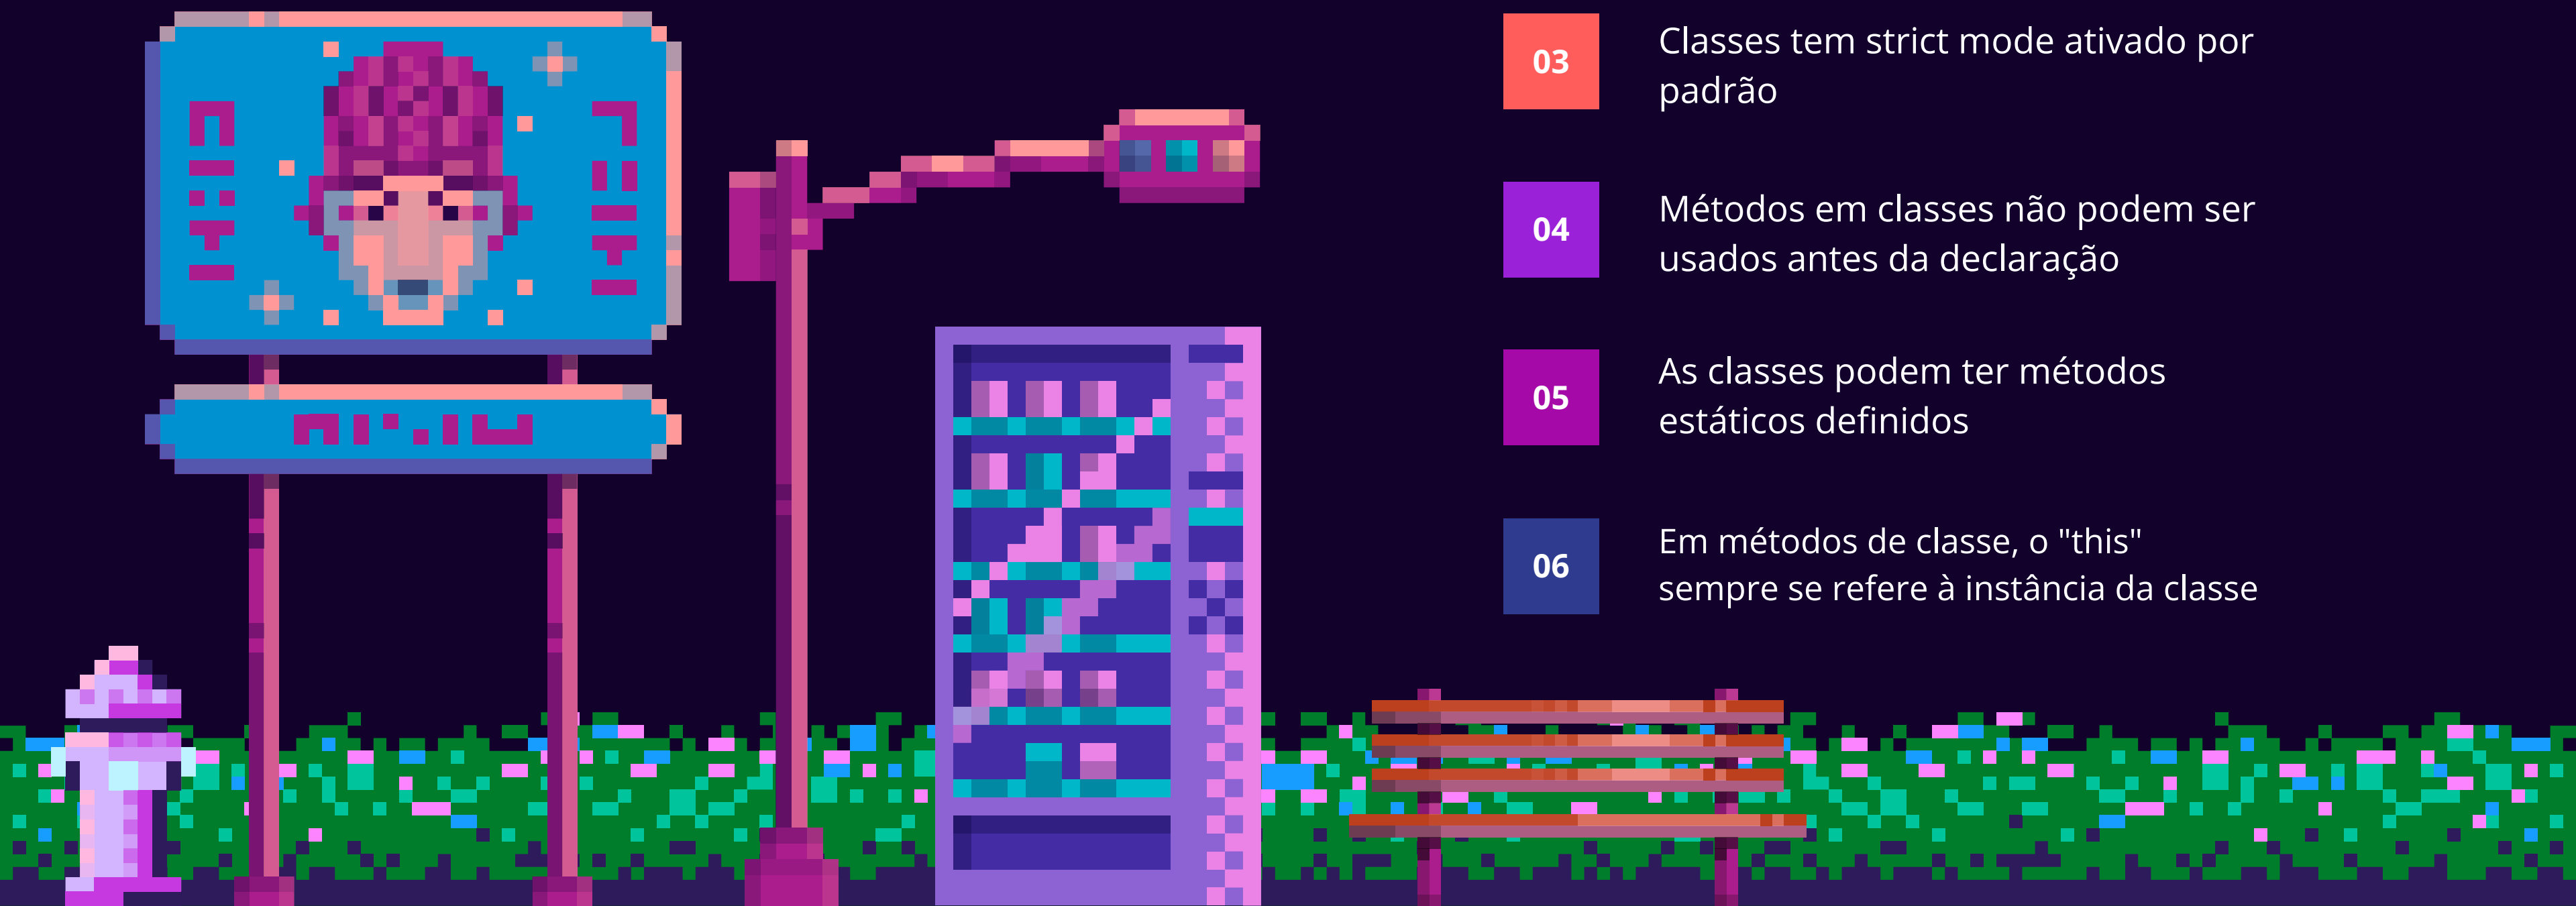 03
Classes tem strict mode ativado por
padrão
04
Métodos em classes não podem ser
usados antes da declaração
05
As classes podem ter métodos
estáticos definidos
06
Em métodos de classe, o "this"
sempre se refere à instância da classe